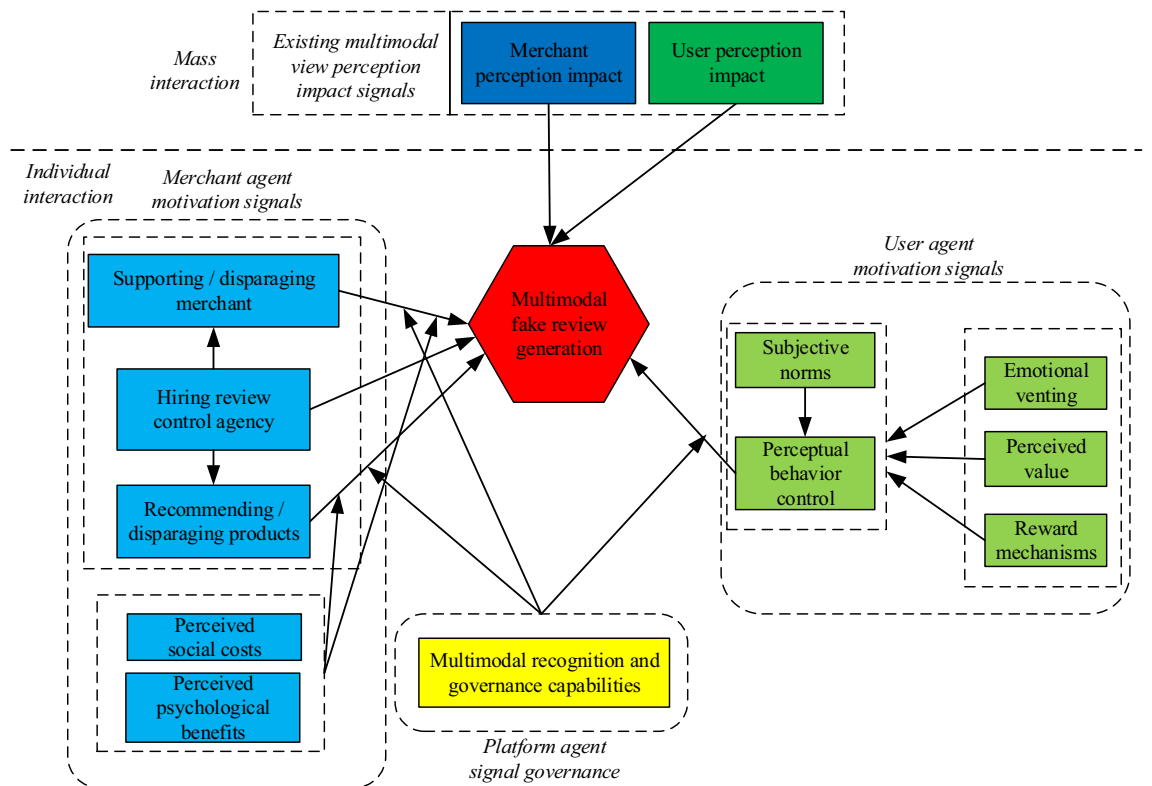 Mass
interaction
Existing multimodal
view perception
impact signals
Merchant
perception impact
User perception
impact
Individual
interaction
Merchant agent
motivation signals
Supporting / disparaging
merchant
Hiring review
control agency
Recommending /
disparaging products
Perceived
social costs
Perceived
psychological
benefits
Multimodal
fake review
generation
Multimodal recognition and
governance capabilities
Platform agent
signal governance
User agent
motivation signals
Subjective
norms
Perceptual
behavior
control
Emotional
venting
Perceived
value
Reward
mechanisms